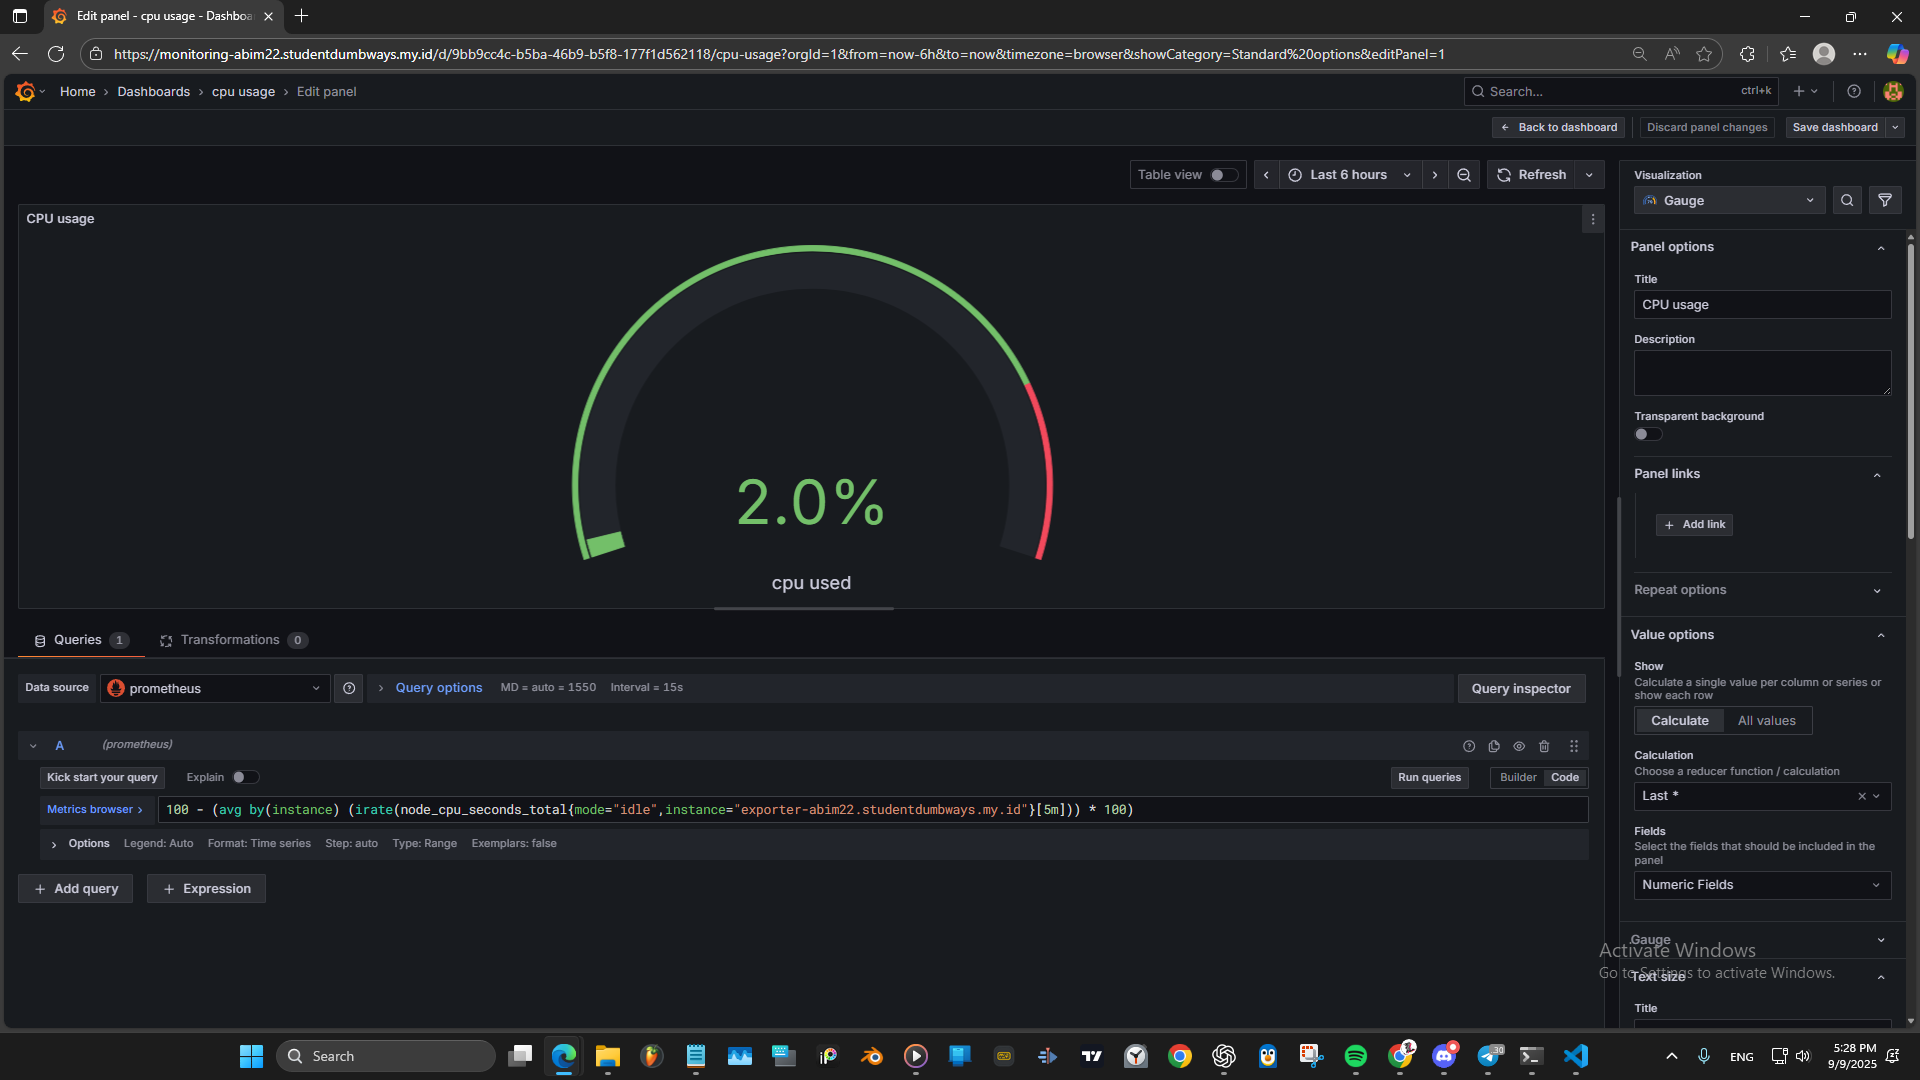 Edit panel - cpu usage - Dashboa
https://monitoring-abim22.studentdumbways.my.id/d/9bb9cc4c-b5ba-46b9-b5f8-177f1d562118/cpu-usage?orgId=1&from=now-6h&to=now&timezone=browser&showCategory=Standard%20options&editPanel=1
Home › Dashboards › cpu usage › Edit panel
Search... ctrl+k
Back to dashboard Discard panel changes Save dashboard
Table view Last 6 hours Refresh
CPU usage
2.0%
cpu used
Visualization
Gauge
Panel options
Title
CPU usage
Description
Transparent background
Panel links
Add link
Repeat options
Value options
Show
Calculate a single value per column or series or
show each row
Calculate All values
Calculation
Choose a reducer function / calculation
Last *
Fields
Select the fields that should be included in the
panel
Numeric Fields
Gauge
Text size
Title
Queries 1 Transformations 0
Data source prometheus Query options MD = auto = 1550 Interval = 15s Query inspector
A (prometheus)
Kick start your query Explain Run queries Builder Code
Metrics browser > 100 - (avg by(instance) (irate(node_cpu_seconds_total{mode="idle",instance="exporter-abim22.studentdumbways.my.id"}[5m])) * 100)
Options Legend: Auto Format: Time series Step: auto Type: Range Exemplars: false
+ Add query + Expression
Activate Windows
Go to Settings to activate Windows.
Search
ENG
5:28 PM
9/9/2025